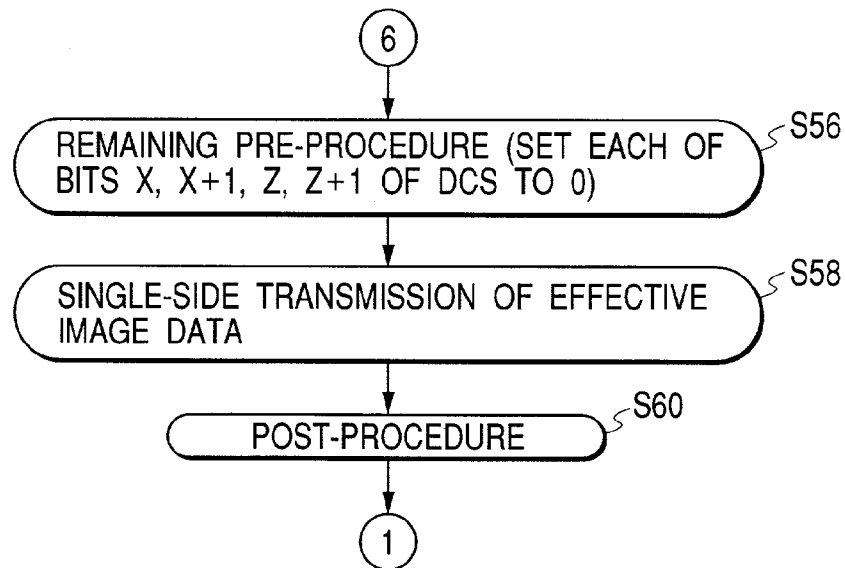 6
REMAINING PRE-PROCEDURE (SET EACH OF
BITS X, X+1, Z, Z+1 OF DCS TO 0)
S56
SINGLE-SIDE TRANSMISSION OF EFFECTIVE
IMAGE DATA
S58
POST-PROCEDURE
S60
1